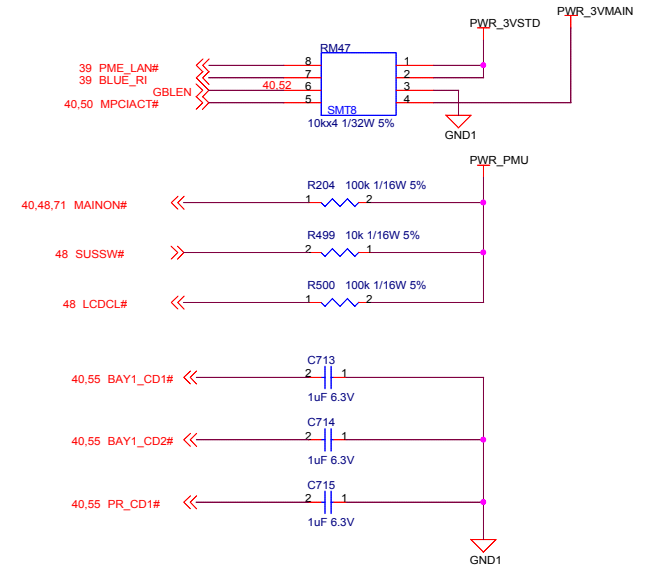 PWR_3VMAIN
PWR_3VSTD
RM47
39 PME_LAN# 8 1
39 BLUE_RI 7 2
GBLEN 40,52 6 3
40,50 MPCIACT# 5 4
SMT8
10kx4 1/32W 5%
GND1
PWR_PMU
R204 100k 1/16W 5%
40,48,71 MAINON# 1 2
R499 10k 1/16W 5%
48 SUSSW# 2 1
R500 100k 1/16W 5%
48 LCDCL# 1 2
C713
40,55 BAY1_CD1# 2 1
1uF 6.3V
C714
40,55 BAY1_CD2# 2 1
1uF 6.3V
C715
40,55 PR_CD1# 2 1
1uF 6.3V
GND1